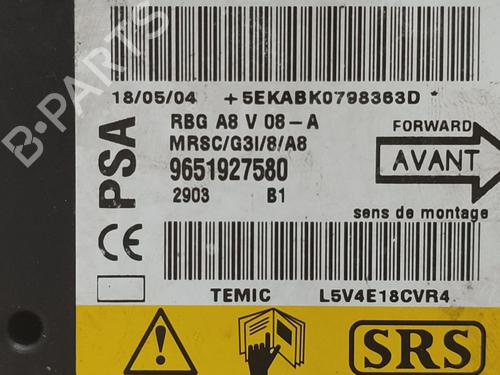 B-PARTS
18/05/04 +5EKABK0798363D *
PSA
RBG A8 V 08-A
MRSC/G3I/8/A8
9651927580
2903 B1
FORWARD
AVANT
sens de montage
CE
TEMIC L5V4E18CVR4
SRS